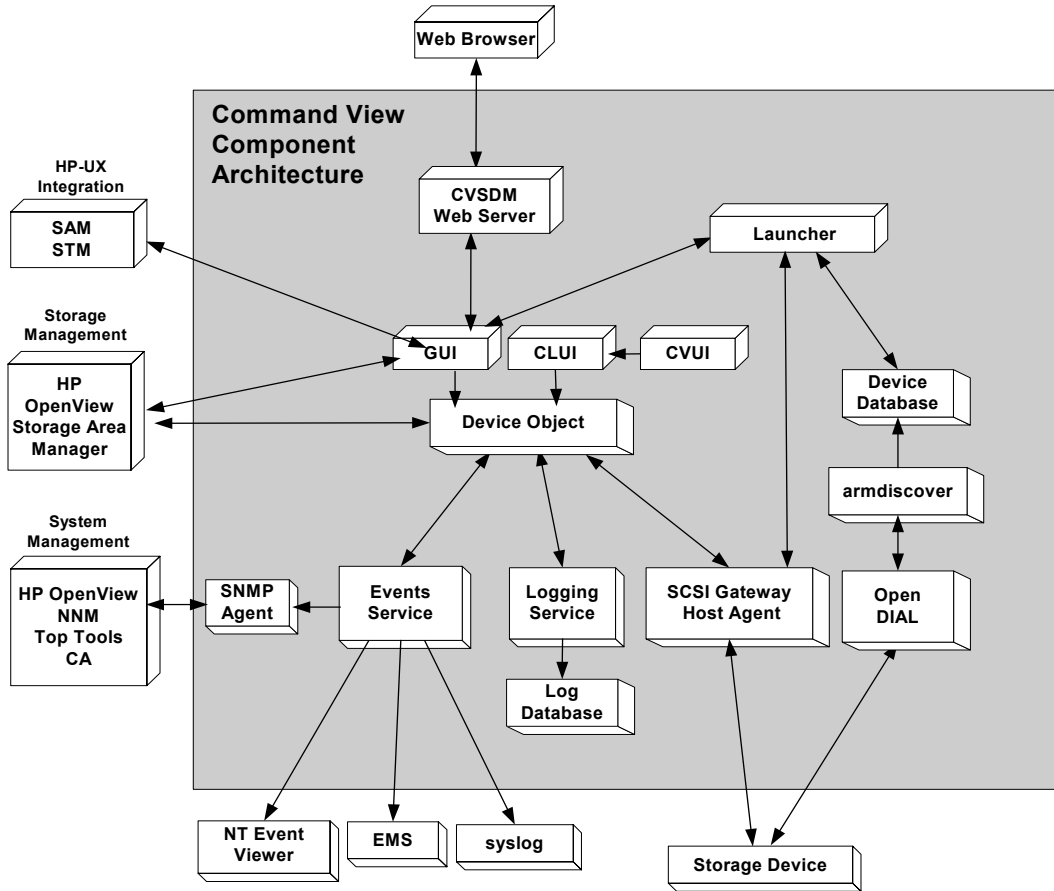 Web Browser
Command View
Component
Architecture
HP-UX
Integration
SAM
STM
CVSDM
Web Server
Launcher
Storage
Management
HP
OpenView
Storage Area
Manager
GUI
CLUI
CVUI
Device
Database
Device Object
armdiscover
System
Management
HP OpenView
NNM
Top Tools
CA
SNMP
Agent
Events
Service
Logging
Service
SCSI Gateway
Host Agent
Open
DIAL
Log
Database
NT Event
Viewer
EMS
syslog
Storage Device